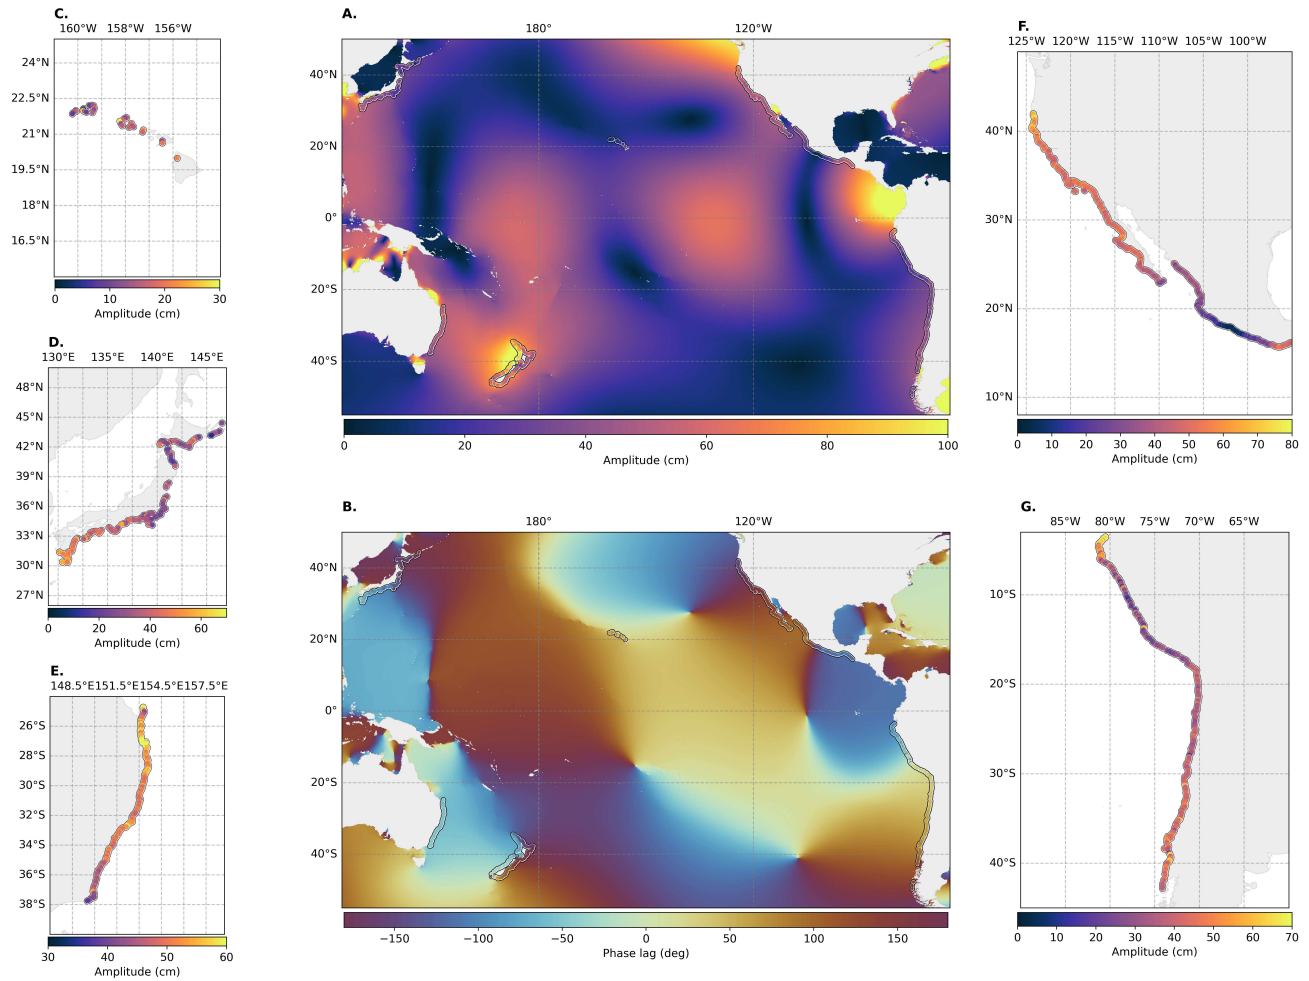 C.
160°W 158°W 156°W
24°N
22.5°N
21°N
19.5°N
18°N
16.5°N
0 10 20 30
Amplitude (cm)
D.
130°E 135°E 140°E 145°E
48°N
45°N
42°N
39°N
36°N
33°N
30°N
27°N
0 20 40 60
Amplitude (cm)
E.
148.5°E151.5°E154.5°E157.5°E
26°S
28°S
30°S
32°S
34°S
36°S
38°S
30 40 50 60
Amplitude (cm)
A.
180° 120°W
40°N
20°N
0°
20°S
40°S
0 20 40 60 80 100
Amplitude (cm)
B.
180° 120°W
40°N
20°N
0°
20°S
40°S
−150 −100 −50 0 50 100 150
Phase lag (deg)
F.
125°W 120°W 115°W 110°W 105°W 100°W
40°N
30°N
20°N
10°N
0 10 20 30 40 50 60 70 80
Amplitude (cm)
G.
85°W 80°W 75°W 70°W 65°W
10°S
20°S
30°S
40°S
0 10 20 30 40 50 60 70
Amplitude (cm)